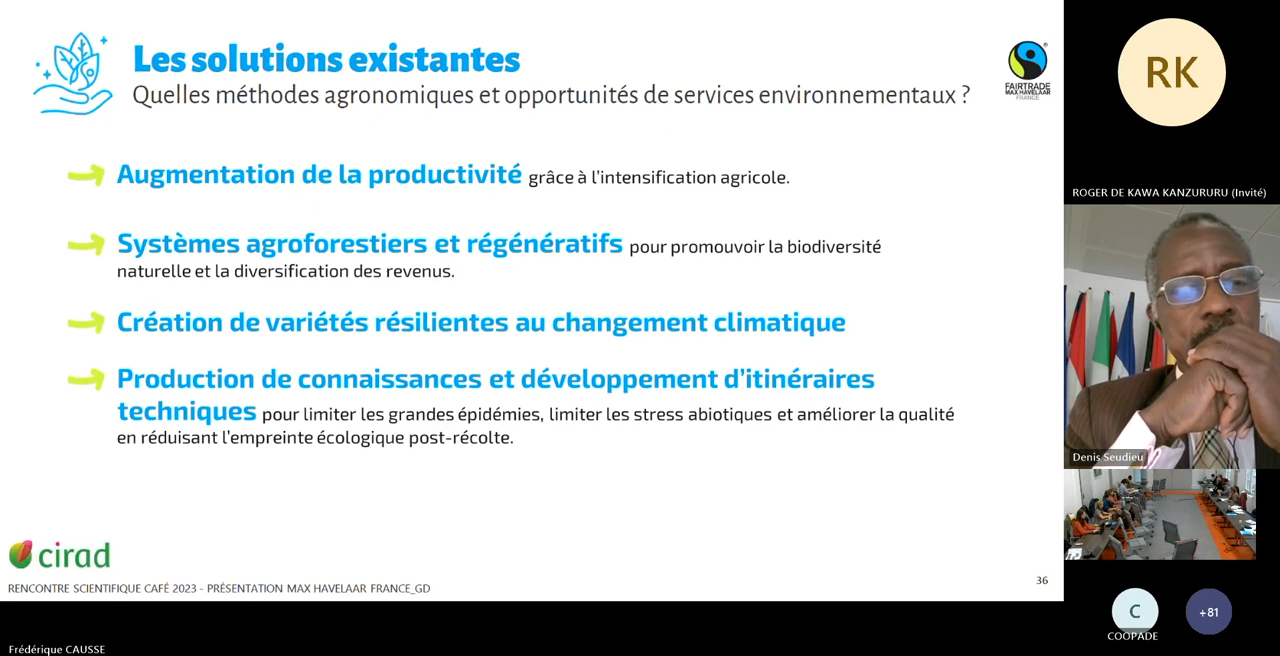 Les solutions existantes
Quelles méthodes agronomiques et opportunités de services environnementaux ?
FAIRTRADE
MAX HAVELAAR
FRANCE
Augmentation de la productivité grâce à l'intensification agricole.
Systèmes agroforestiers et régénératifs pour promouvoir la biodiversité
naturelle et la diversification des revenus.
Création de variétés résilientes au changement climatique
Production de connaissances et développement d'itinéraires
techniques pour limiter les grandes épidémies, limiter les stress abiotiques et améliorer la qualité
en réduisant l'empreinte écologique post-récolte.
cirad
RENCONTRE SCIENTIFIQUE CAFÉ 2023 - PRÉSENTATION MAX HAVELAAR FRANCE_GD
36
Frédérique CAUSSE
RK
ROGER DE KAWA KANZURURU (Invité)
Denis Seudieu
C
COOPADE
+81